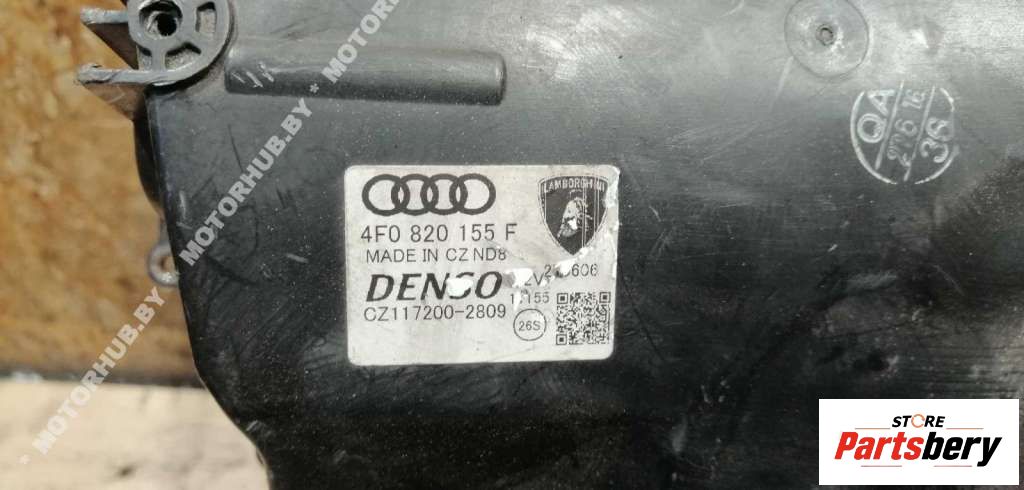 * MOTORHUB.BY * MOTORHUB.BY * MOTORHUB.BY
QA
38
LAMBORGHINI
4F0 820 155 F
MADE IN CZ ND8
DENSO
CZ117200-2809
26S
STORE
Partsbery